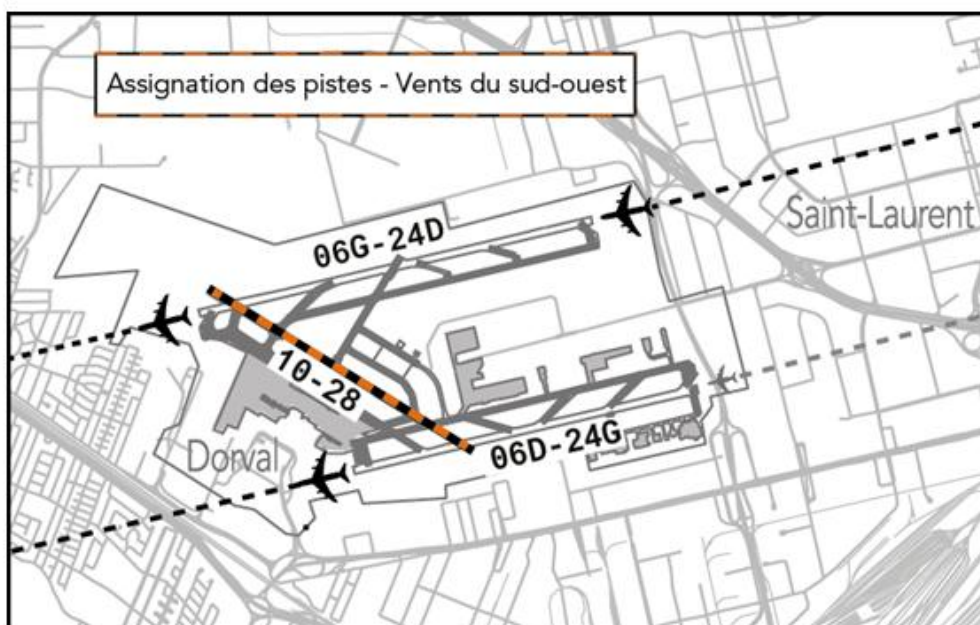 Assignation des pistes - Vents du sud-ouest
Saint-Laurent
06G-24D
10-28
Dorval
06D-24G